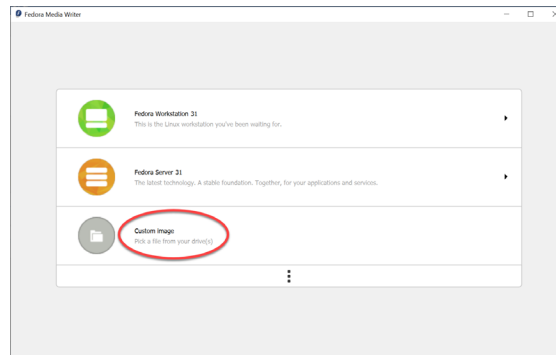 Fedora Media Writer
Fedora Workstation 31
This is the Linux workstation you've been waiting for.
Fedora Server 31
The latest technology. A stable foundation. Together, for your applications and services.
Custom image
Pick a file from your drive(s)